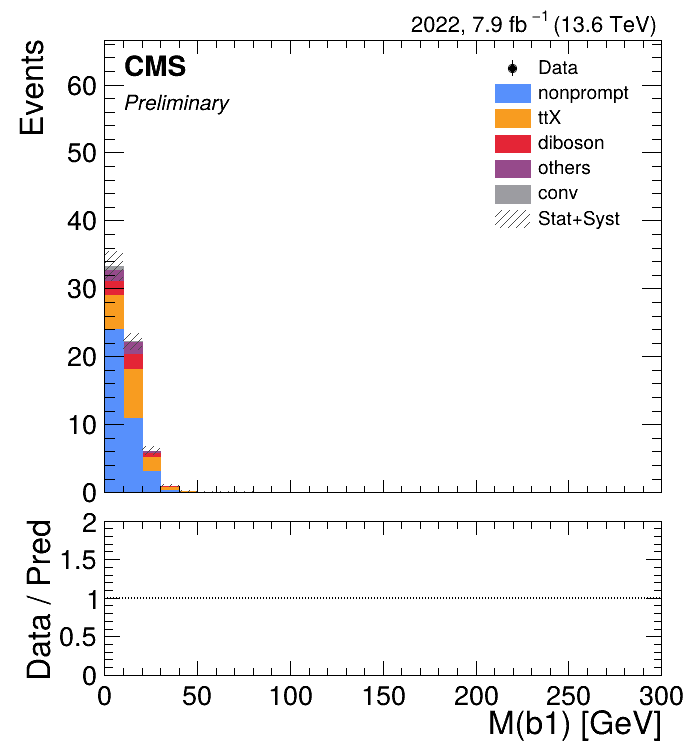 2022, 7.9 fb⁻¹ (13.6 TeV)
Events
CMS
Preliminary
Data
nonprompt
ttX
diboson
others
conv
Stat+Syst
60
50
40
30
20
10
0
Data / Pred
2
1.5
1
0.5
0
0 50 100 150 200 250 300
M(b1) [GeV]